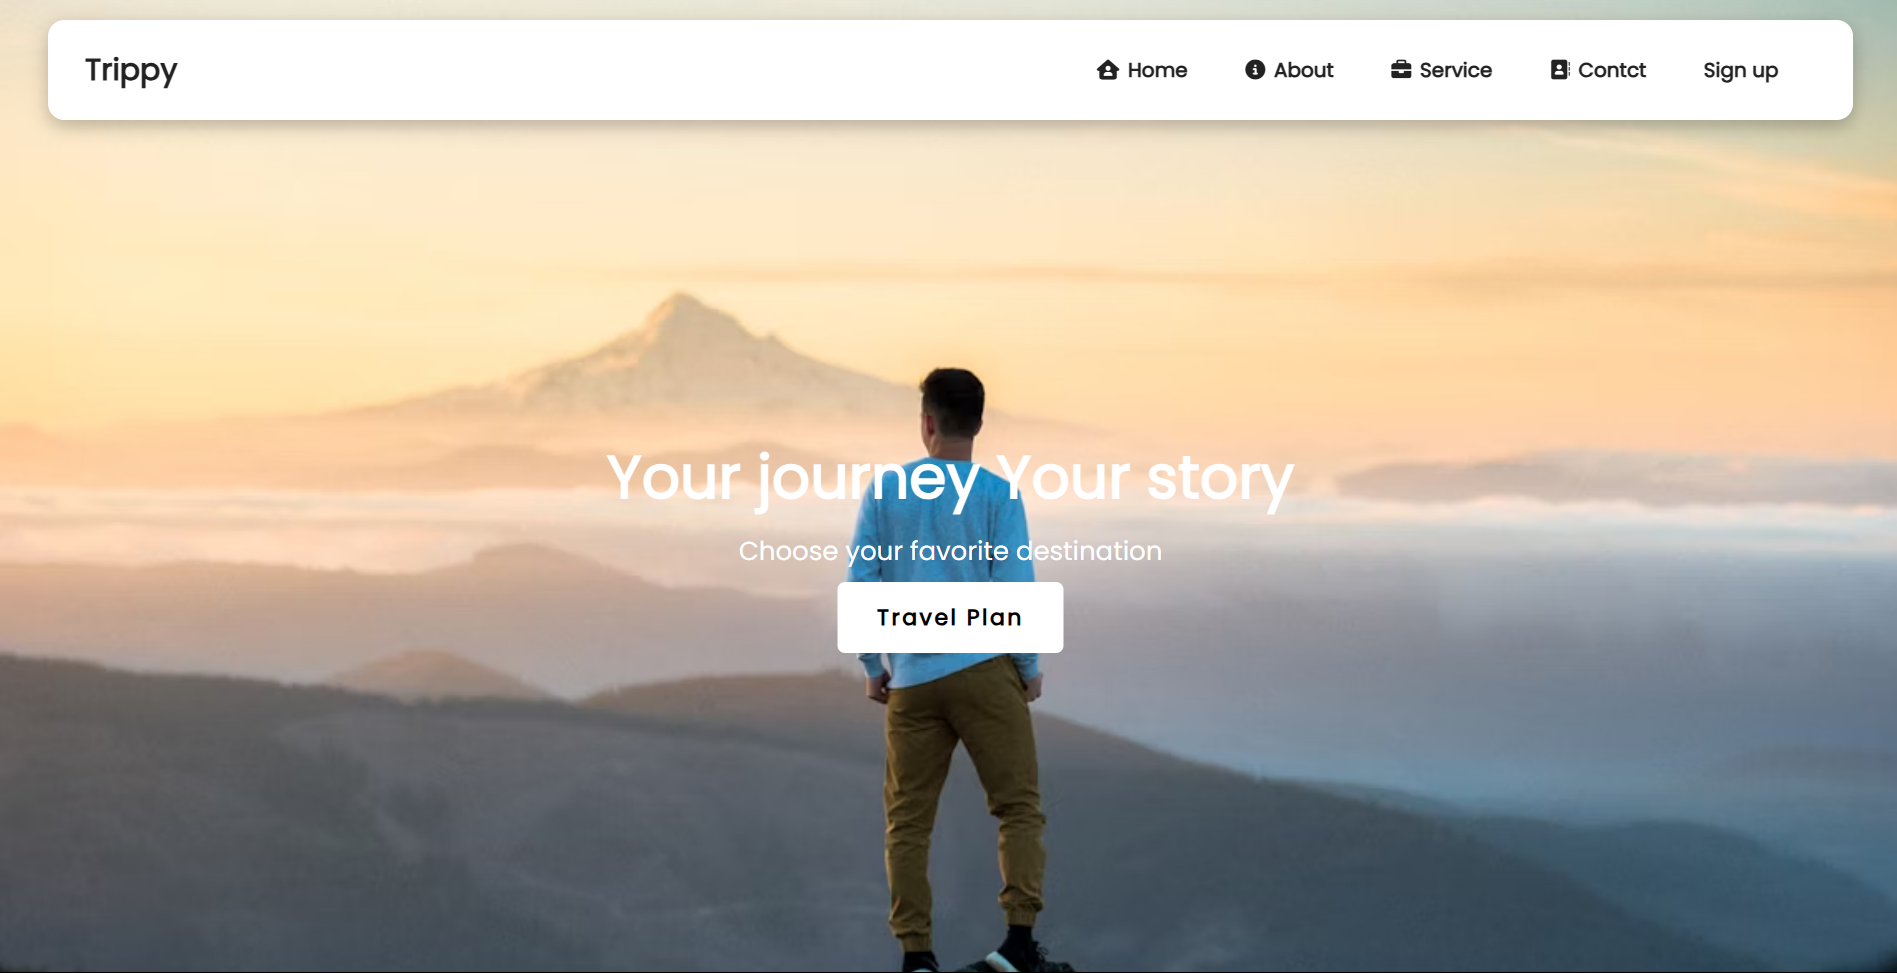 Trippy
Home About Service Contct Sign up
Your journey Your story
Choose your favorite destination
Travel Plan